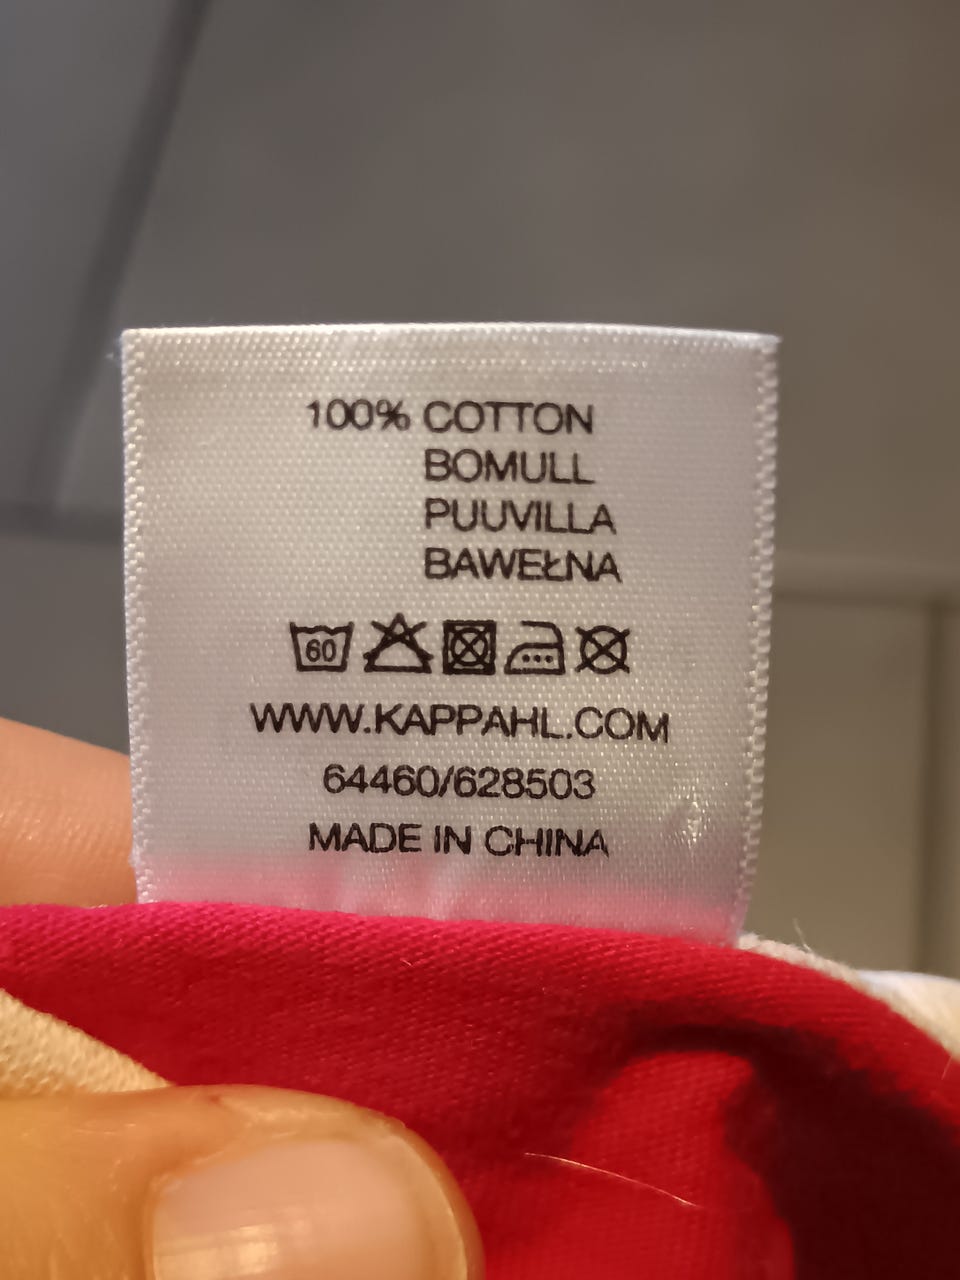 100% COTTON
BOMULL
PUUVILLA
BAWEŁNA
60
WWW.KAPPAHL.COM
64460/628503
MADE IN CHINA